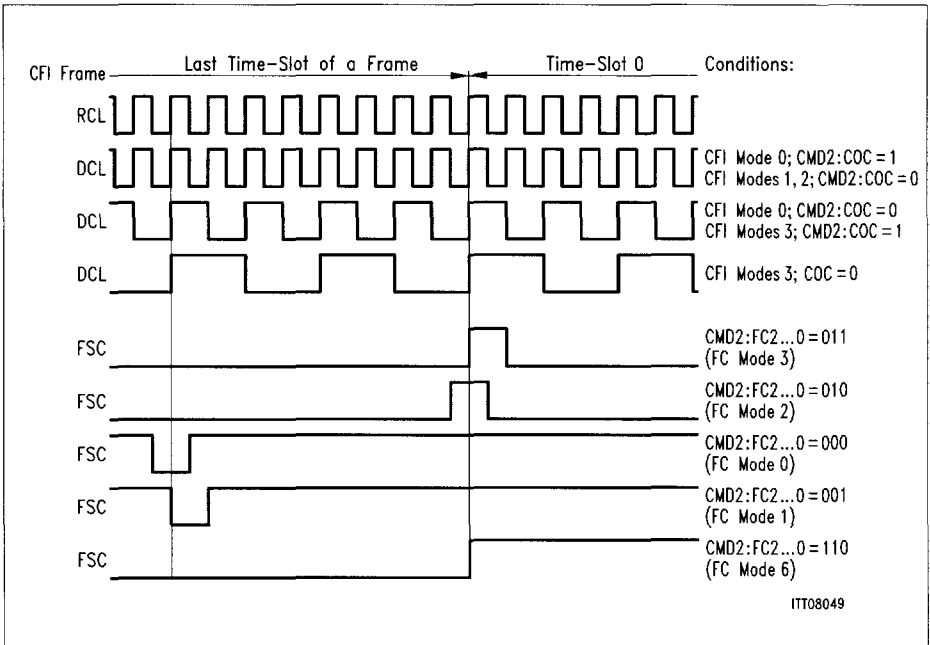 Last Time-Slot of a Frame Time-Slot 0 Conditions:
CFI Frame
RCL
DCL CFI Mode 0; CMD2:COC=1
CFI Modes 1, 2; CMD2:COC=0
DCL CFI Mode 0; CMD2:COC=0
CFI Modes 3; CMD2:COC=1
DCL CFI Modes 3; COC=0
FSC CMD2:FC2...0=011
(FC Mode 3)
FSC CMD2:FC2...0=010
(FC Mode 2)
FSC CMD2:FC2...0=000
(FC Mode 0)
FSC CMD2:FC2...0=001
(FC Mode 1)
FSC CMD2:FC2...0=110
(FC Mode 6)
ITT08049